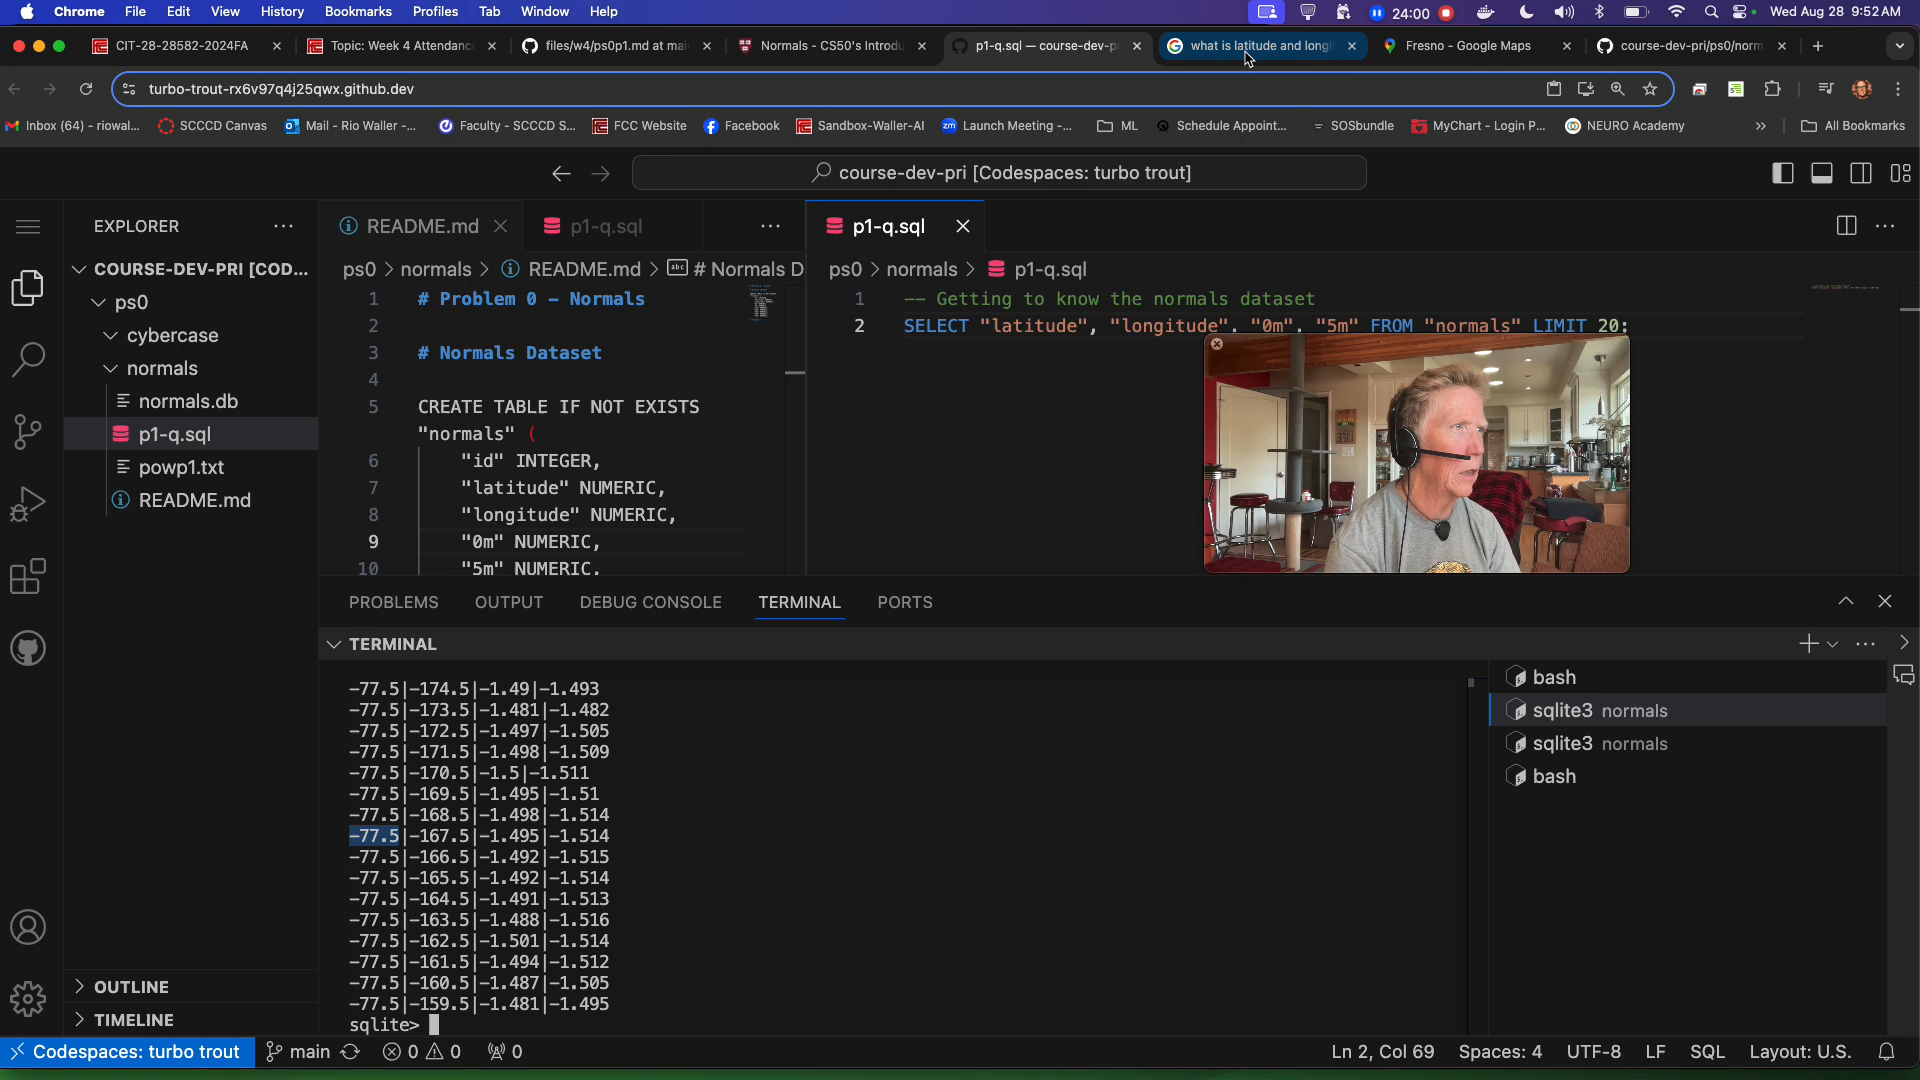 Chrome File Edit View History Bookmarks Profiles Tab Window Help 24:00 Wed Aug 28 9:52 AM
CIT-28-28582-2024FA Topic: Week 4 Attendanc files/w4/ps0p1.md at mai Normals - CS50's Introdu p1-q.sql — course-dev-p what is latitude and longi Fresno - Google Maps course-dev-pri/ps0/norm
turbo-trout-rx6v97q4j25qwx.github.dev
Inbox (64) - riowal... SCCCD Canvas Mail - Rio Waller -... Faculty - SCCCD S... FCC Website Facebook Sandbox-Waller-AI Launch Meeting -... ML Schedule Appoint... SOSbundle MyChart - Login P... NEURO Academy » All Bookmarks
course-dev-pri [Codespaces: turbo trout]
EXPLORER
COURSE-DEV-PRI [COD...
ps0
cybercase
normals
normals.db
p1-q.sql
powp1.txt
README.md
OUTLINE
TIMELINE
README.md p1-q.sql
ps0 > normals > README.md > # Normals D
1 # Problem 0 – Normals
2
3 # Normals Dataset
4
5 CREATE TABLE IF NOT EXISTS
"normals" (
6 "id" INTEGER,
7 "latitude" NUMERIC,
8 "longitude" NUMERIC,
9 "0m" NUMERIC,
10 "5m" NUMERIC,
p1-q.sql
ps0 > normals > p1-q.sql
1 -- Getting to know the normals dataset
2 SELECT "latitude", "longitude", "0m", "5m" FROM "normals" LIMIT 20;
PROBLEMS OUTPUT DEBUG CONSOLE TERMINAL PORTS
TERMINAL
-77.5|-174.5|-1.49|-1.493
-77.5|-173.5|-1.481|-1.482
-77.5|-172.5|-1.497|-1.505
-77.5|-171.5|-1.498|-1.509
-77.5|-170.5|-1.5|-1.511
-77.5|-169.5|-1.495|-1.51
-77.5|-168.5|-1.498|-1.514
-77.5|-167.5|-1.495|-1.514
-77.5|-166.5|-1.492|-1.515
-77.5|-165.5|-1.492|-1.514
-77.5|-164.5|-1.491|-1.513
-77.5|-163.5|-1.488|-1.516
-77.5|-162.5|-1.501|-1.514
-77.5|-161.5|-1.494|-1.512
-77.5|-160.5|-1.487|-1.505
-77.5|-159.5|-1.481|-1.495
sqlite>
bash
sqlite3 normals
sqlite3 normals
bash
Codespaces: turbo trout main 0 0 0 Ln 2, Col 69 Spaces: 4 UTF-8 LF SQL Layout: U.S.